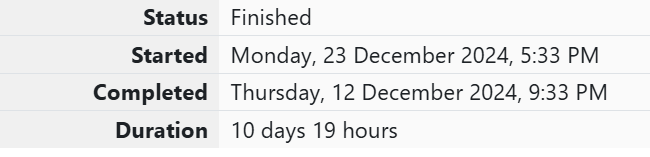 Status Finished
Started Monday, 23 December 2024, 5:33 PM
Completed Thursday, 12 December 2024, 9:33 PM
Duration 10 days 19 hours